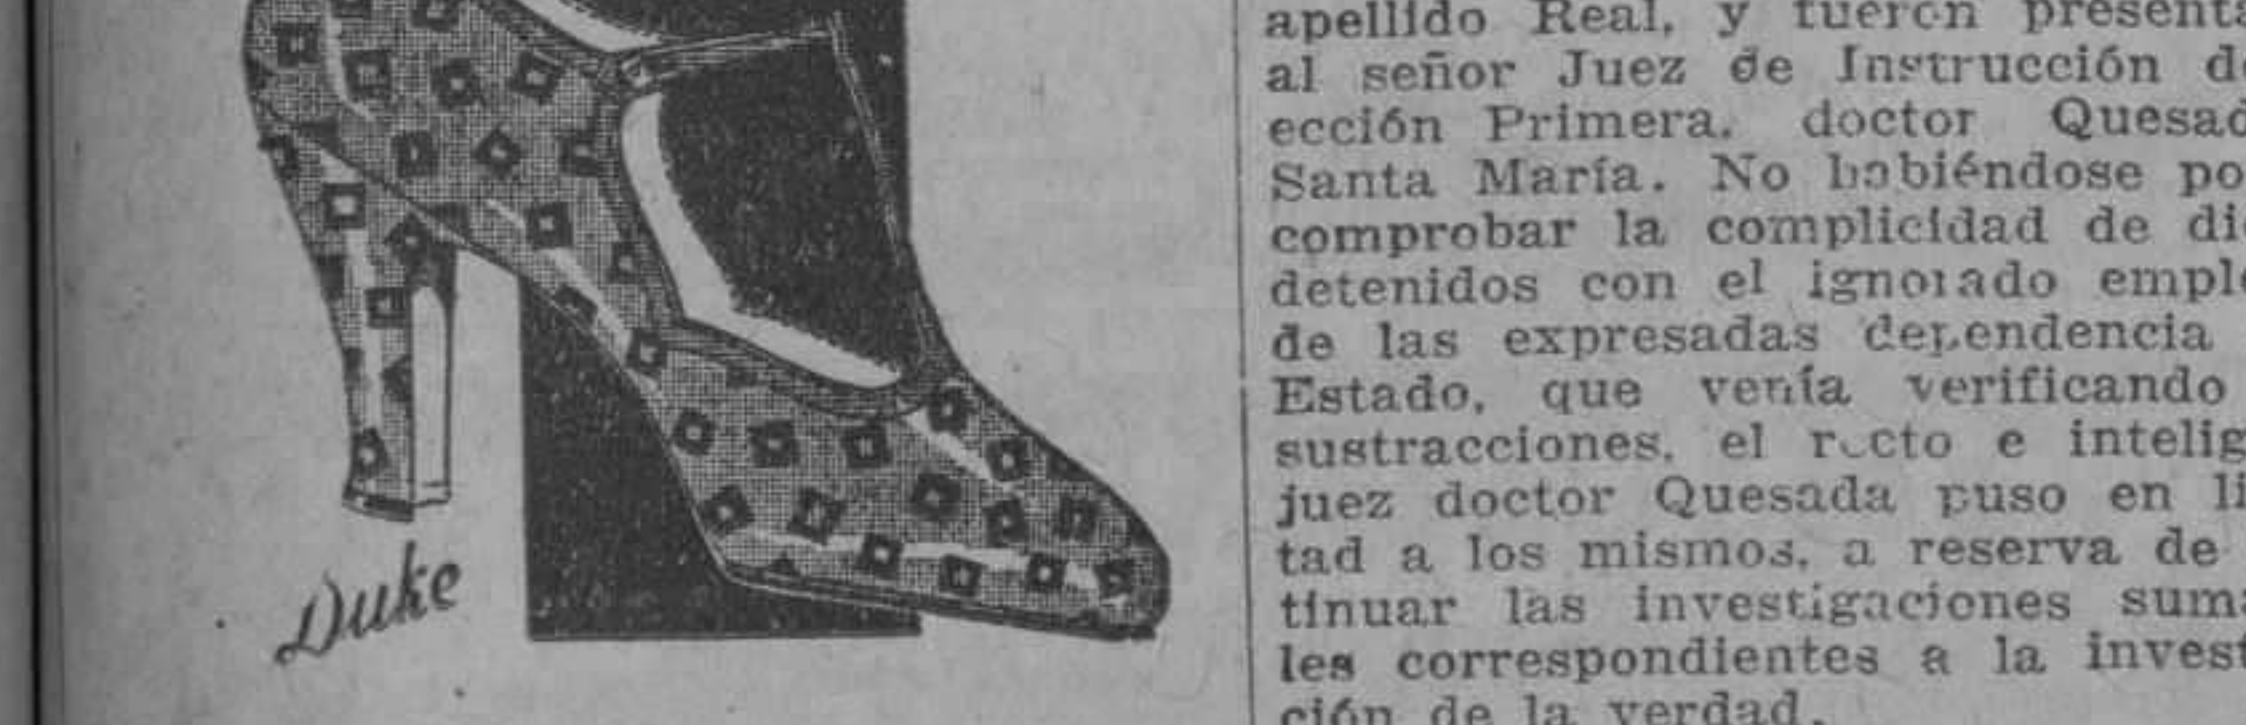 Duke
apellido Real, y fueron presenta
al señor Juez de Instrucción de
ección Primera. doctor Quesad
Santa María. No habiéndose po
comprobar la complicidad de dic
detenidos con el ignorado emple
de las expresadas dependencia
Estado, que venía verificando
sustracciones. el recto e intelig
juez doctor Quesada puso en li
tad a los mismos, a reserva de
tinuar las investigaciones suma
les correspondientes a la invest
ción de la verdad.